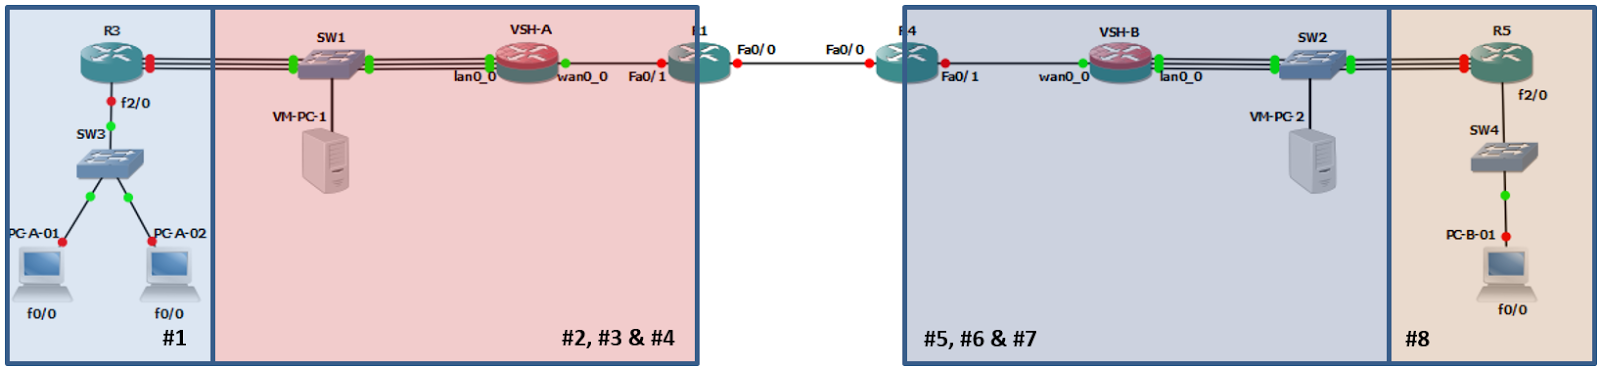 R3
SW1
VSH-A
R1
Fa0/0
Fa0/0
R4
VSH-B
SW2
R5
lan0_0
wan0_0
Fa0/1
Fa0/1
wan0_0
lan0_0
f2/0
f2/0
VM-PC-1
VM-PC-2
SW3
SW4
PC-A-01
PC-A-02
PC-B-01
f0/0
f0/0
f0/0
#1
#2, #3 & #4
#5, #6 & #7
#8